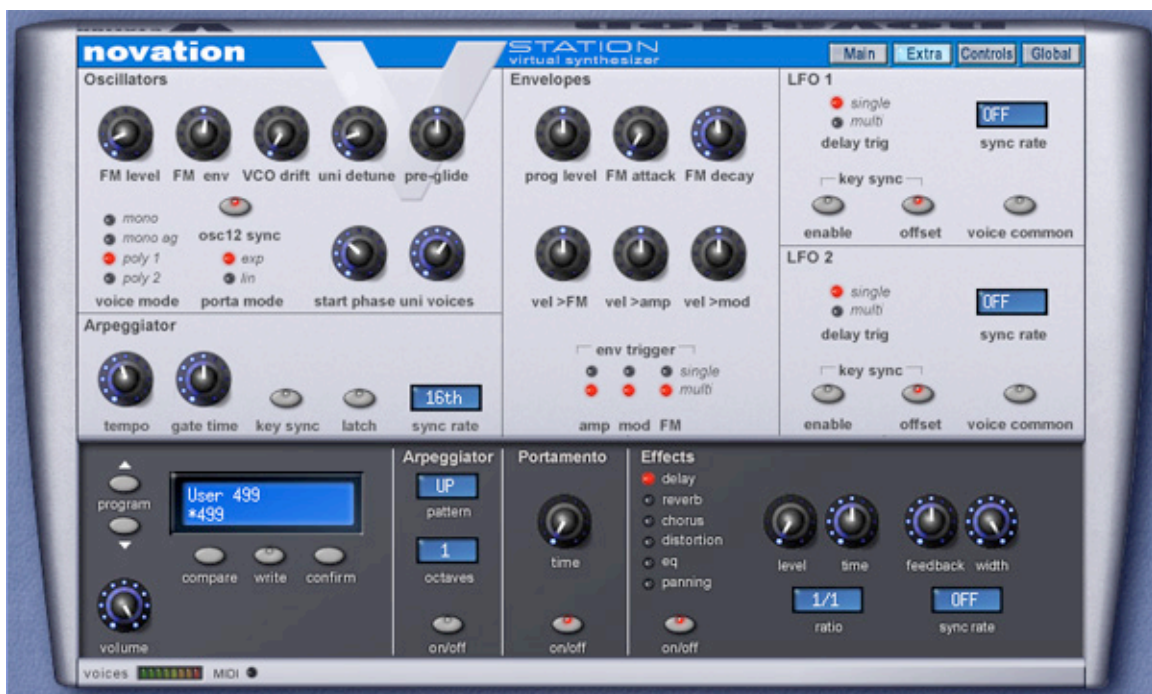 novation
STATION
virtual synthesizer
Main Extra Controls Global
Oscillators
FM level FM env VCO drift uni detune pre-glide
mono
mono ag
poly 1
poly 2
voice mode
osc12 sync
exp
lin
porta mode
start phase uni voices
Arpeggiator
16th
tempo gate time key sync latch sync rate
Envelopes
prog level FM attack FM decay
vel >FM vel >amp vel >mod
env trigger
single
multi
amp mod FM
LFO 1
single
multi
delay trig
OFF
sync rate
key sync
enable offset voice common
LFO 2
single
multi
delay trig
OFF
sync rate
key sync
enable offset voice common
program
User 499
*499
compare write confirm
volume
Arpeggiator
UP
pattern
1
octaves
on/off
Portamento
time
on/off
Effects
delay
reverb
chorus
distortion
eq
panning
on/off
level time feedback width
1/1
ratio
OFF
sync rate
voices MIDI